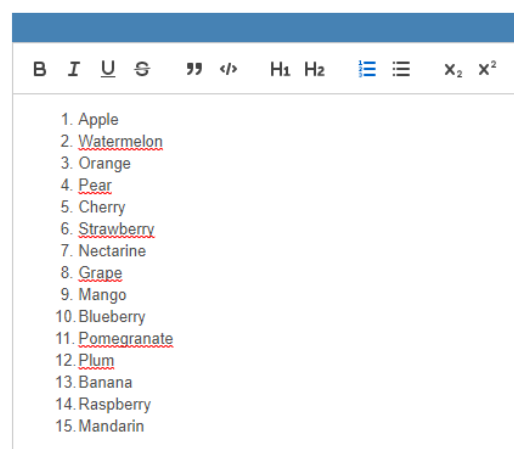 B I U S ” </> H1 H2 X2 X²
1. Apple
2. Watermelon
3. Orange
4. Pear
5. Cherry
6. Strawberry
7. Nectarine
8. Grape
9. Mango
10. Blueberry
11. Pomegranate
12. Plum
13. Banana
14. Raspberry
15. Mandarin